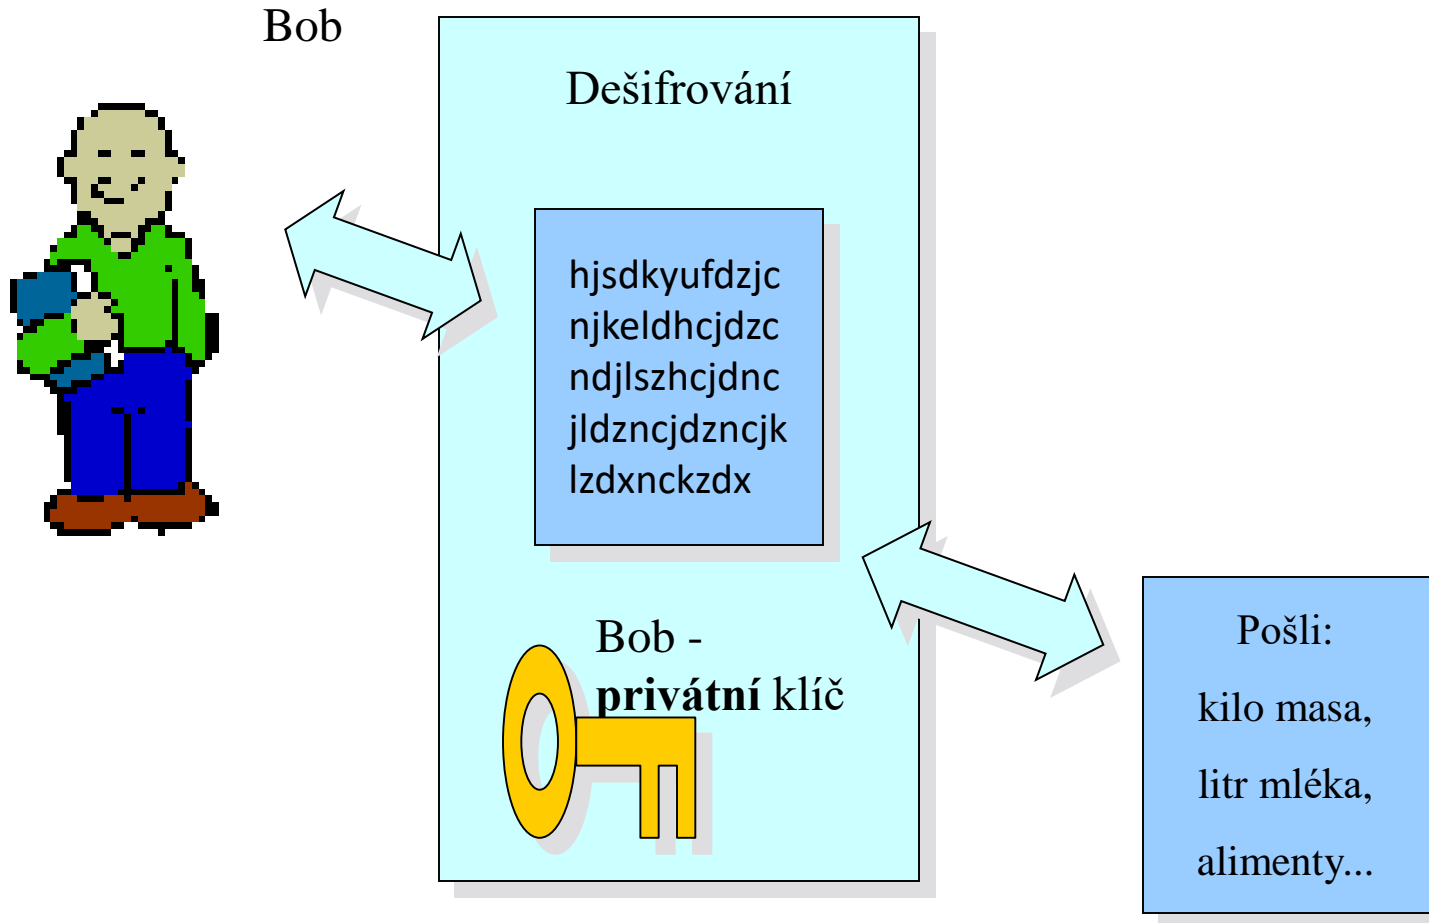 Bob
Dešifrování
hjsdkyufdzjc
njkeldhcjdzc
ndjlszhcjdnc
jldzncjdzncjk
lzdxnckzdx
Bob -
privátní klíč
Pošli:
kilo masa,
litr mléka,
alimenty...